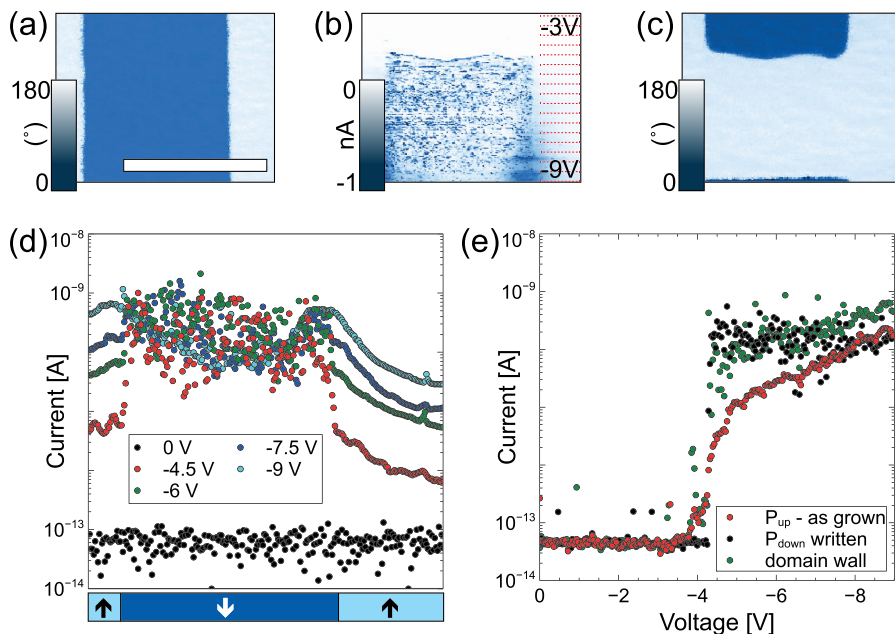 (a)
180
(°)
0
(b)
-3V
0
nA
-9V
-1
(c)
180
(°)
0
(d)
10⁻⁸
10⁻⁹
Current [A]
10⁻¹³
10⁻¹⁴
0 V
-7.5 V
-4.5 V
-9 V
-6 V
(e)
10⁻⁸
10⁻⁹
Current [A]
10⁻¹³
10⁻¹⁴
P_up - as grown
P_down written
domain wall
0 −2 −4 −6 −8
Voltage [V]